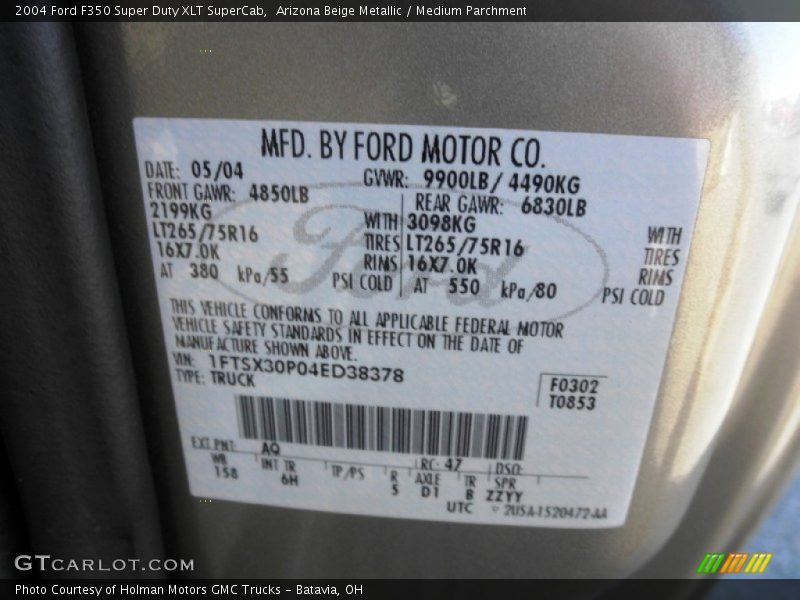 2004 Ford F350 Super Duty XLT SuperCab,  Arizona Beige Metallic / Medium Parchment
MFD. BY FORD MOTOR CO.
DATE: 05/04
GVWR: 9900LB/ 4490KG
FRONT GAWR: 4850LB
REAR GAWR: 6830LB
2199KG
WITH
3098KG
WITH
LT265/75R16
TIRES
LT265/75R16
TIRES
16X7.0K
RIMS
16X7.0K
RIMS
AT 380 kPa/55
PSI COLD
AT 550 kPa/80
PSI COLD
THIS VEHICLE CONFORMS TO ALL APPLICABLE FEDERAL MOTOR
VEHICLE SAFETY STANDARDS IN EFFECT ON THE DATE OF
MANUFACTURE SHOWN ABOVE.
VIN: 1FTSX30P04ED38378
TYPE: TRUCK
F0302
T0853
Ford
EXT PNT: AQ
RC: 47
DSO:
WB
INT TR
TP/PS
R
AXLE
TR
SPR
158
6H
5
D1
B
ZZYY
UTC
2USA-1520472-AA
GTCARLOT.COM
Photo Courtesy of Holman Motors GMC Trucks - Batavia, OH